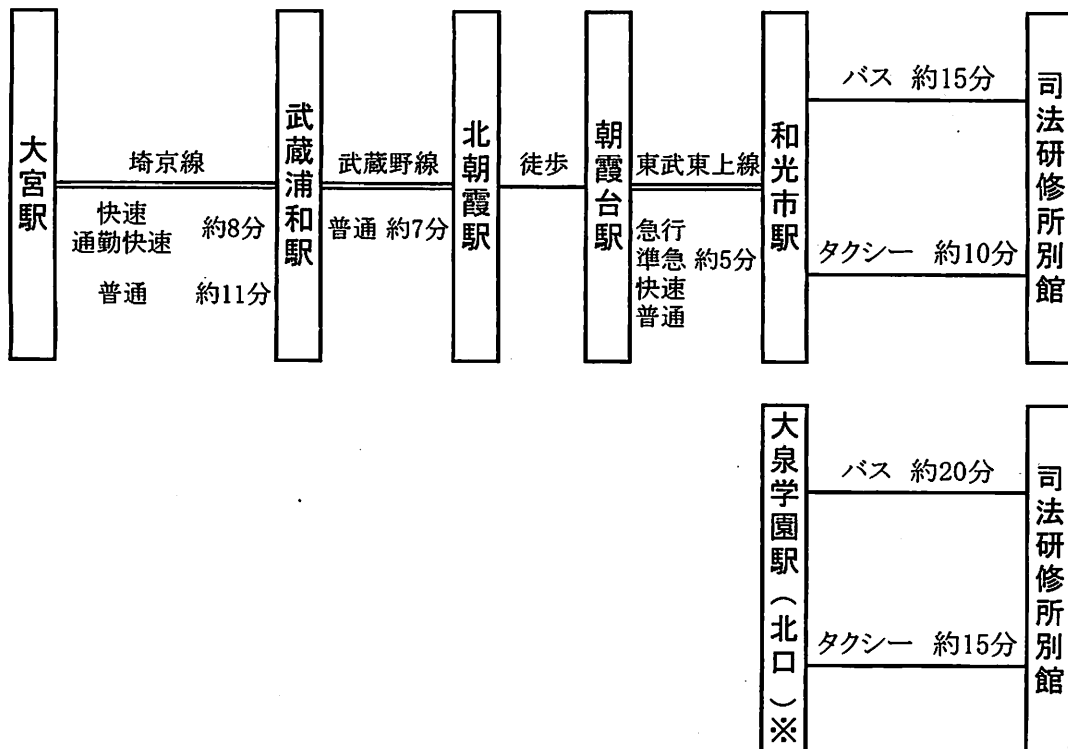 大宮駅
埼京線
快速
通勤快速
約8分
普通 約11分
武蔵浦和駅
武蔵野線
普通 約7分
北朝霞駅
徒歩
朝霞台駅
東武東上線
急行
準急 約5分
快速
普通
和光市駅
バス 約15分
タクシー 約10分
司法研修所別館
大泉学園駅(北口)※
バス 約20分
タクシー 約15分
司法研修所別館